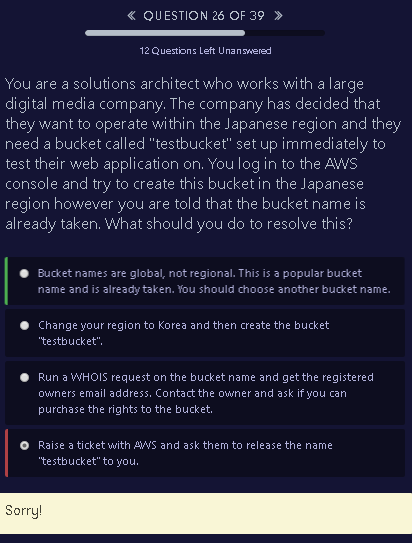 « QUESTION 26 OF 39 »
12 Questions Left Unanswered
You are a solutions architect who works with a large
digital media company. The company has decided that
they want to operate within the Japanese region and they
need a bucket called "testbucket" set up immediately to
test their web application on. You log in to the AWS
console and try to create this bucket in the Japanese
region however you are told that the bucket name is
already taken. What should you do to resolve this?
Bucket names are global, not regional. This is a popular bucket
name and is already taken. You should choose another bucket name.
Change your region to Korea and then create the bucket
"testbucket".
Run a WHOIS request on the bucket name and get the registered
owners email address. Contact the owner and ask if you can
purchase the rights to the bucket.
Raise a ticket with AWS and ask them to release the name
"testbucket" to you.
Sorry!